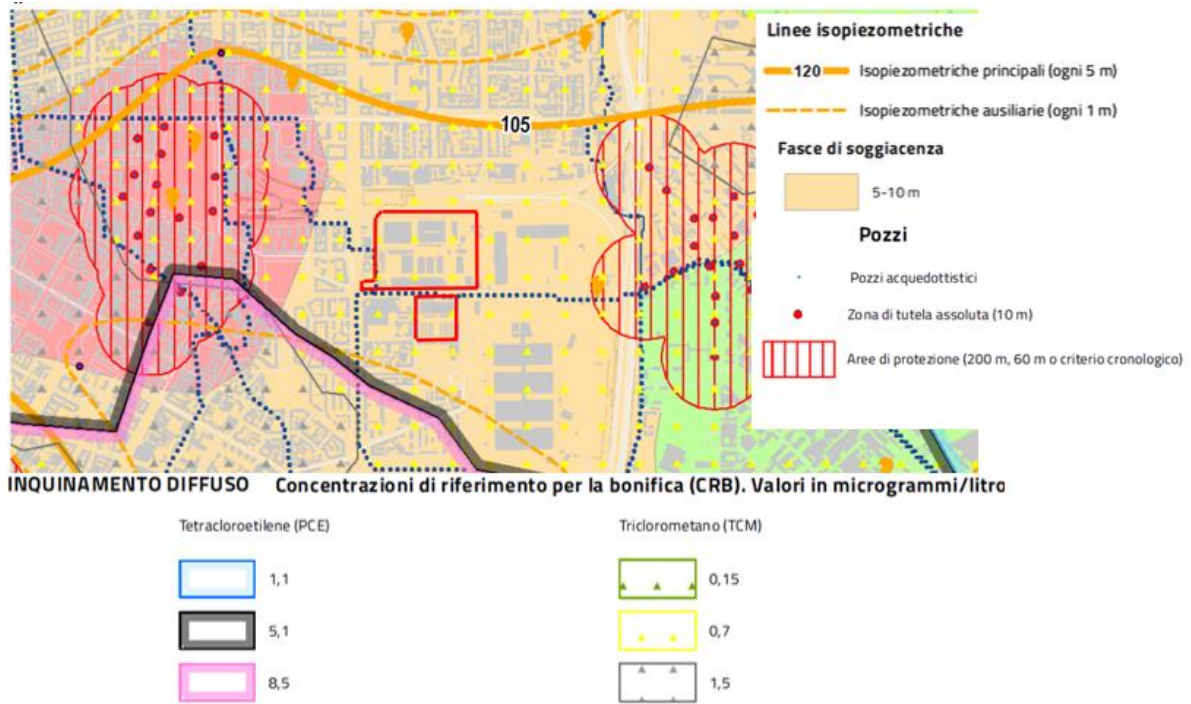 Linee isopiezometriche
120
Isopiezometriche principali (ogni 5 m)
Isopiezometriche ausiliarie (ogni 1 m)
105
Fasce di soggiacenza
5-10 m
Pozzi
Pozzi acquedottistici
Zona di tutela assoluta (10 m)
Aree di protezione (200 m, 60 m o criterio cronologico)
INQUINAMENTO DIFFUSO Concentrazioni di riferimento per la bonifica (CRB). Valori in microgrammi/litro
Tetracloroetilene (PCE)
1,1
5,1
8,5
Triclorometano (TCM)
0,15
0,7
1,5